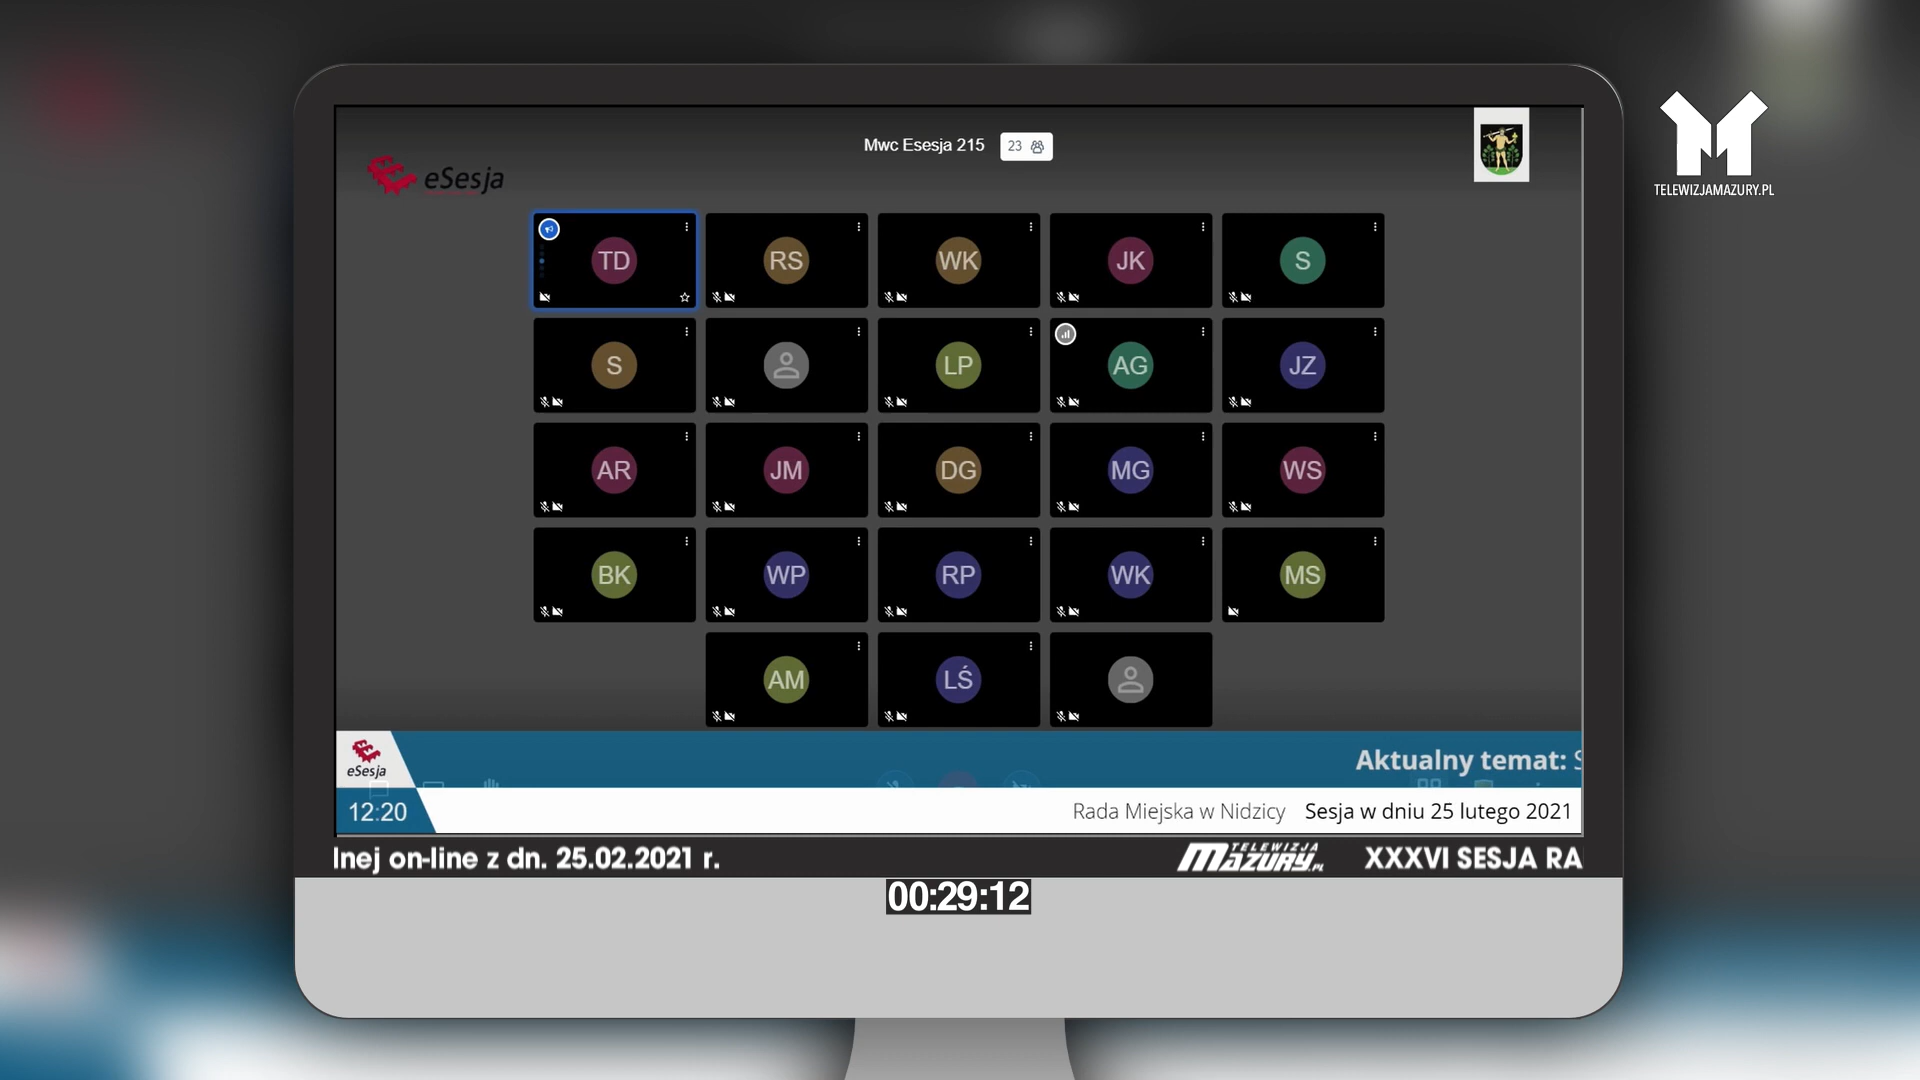 Mwc Esesja 215 23
eSesja
TELEWIZJAMAZURY.PL
TD RS WK JK S
S LP AG JZ
AR JM DG MG WS
BK WP RP WK MS
AM LŚ
eSesja
Aktualny temat: S
12:20
Rada Miejska w Nidzicy Sesja w dniu 25 lutego 2021
lnej on-line z dn. 25.02.2021 r. TELEWIZJA MAZURY.PL XXXVI SESJA RA
00:29:12